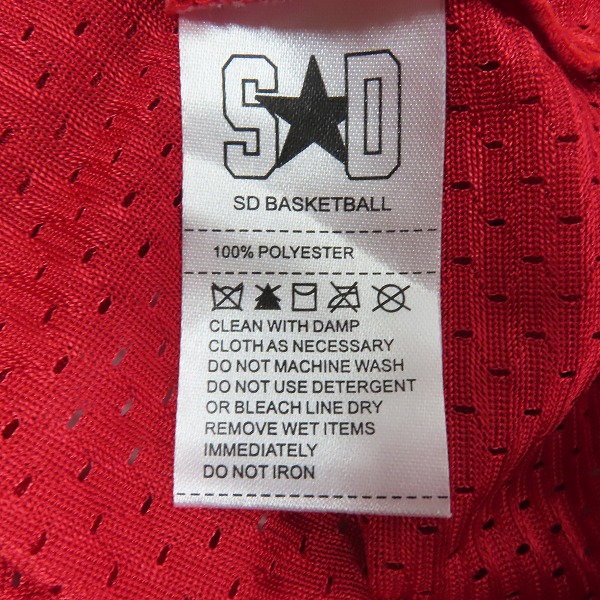 SD
SD BASKETBALL
100% POLYESTER
CLEAN WITH DAMP
CLOTH AS NECESSARY
DO NOT MACHINE WASH
DO NOT USE DETERGENT
OR BLEACH LINE DRY
REMOVE WET ITEMS
IMMEDIATELY
DO NOT IRON